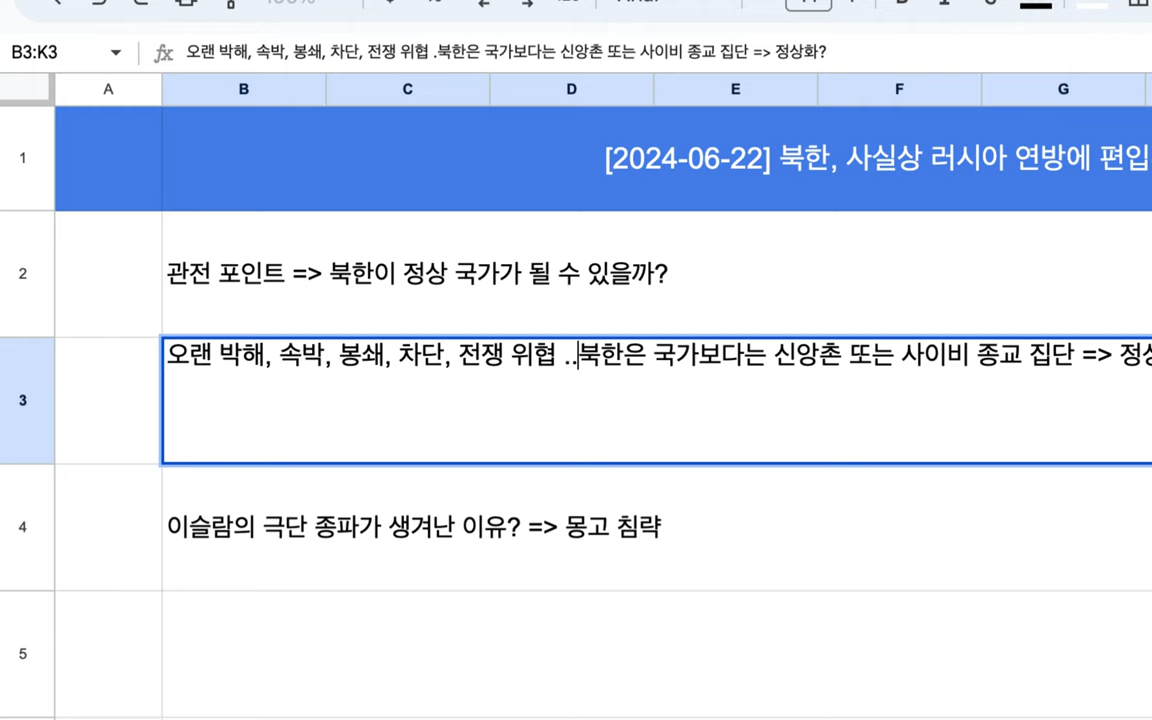 B3:K3
fx 오랜 박해, 속박, 봉쇄, 차단, 전쟁 위협 .북한은 국가보다는 신앙촌 또는 사이비 종교 집단 => 정상화?
A B C D E F G
1 [2024-06-22] 북한, 사실상 러시아 연방에 편입
2 관전 포인트 => 북한이 정상 국가가 될 수 있을까?
3 오랜 박해, 속박, 봉쇄, 차단, 전쟁 위협 ..북한은 국가보다는 신앙촌 또는 사이비 종교 집단 => 정상
4 이슬람의 극단 종파가 생겨난 이유? => 몽고 침략
5